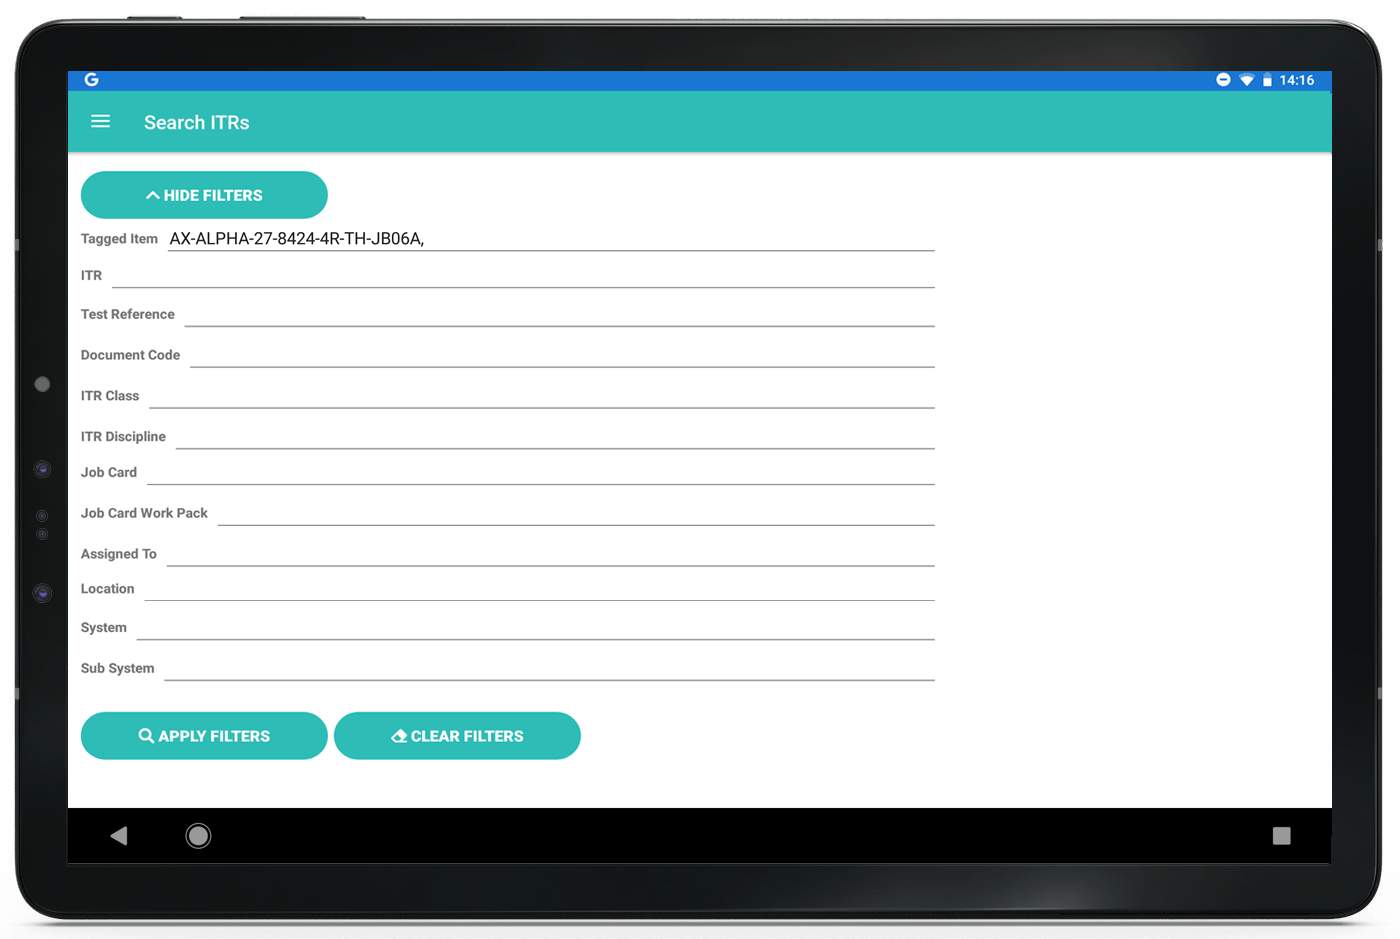 G 14:16
Search ITRs
HIDE FILTERS
Tagged Item AX-ALPHA-27-8424-4R-TH-JB06A,
ITR
Test Reference
Document Code
ITR Class
ITR Discipline
Job Card
Job Card Work Pack
Assigned To
Location
System
Sub System
APPLY FILTERS CLEAR FILTERS